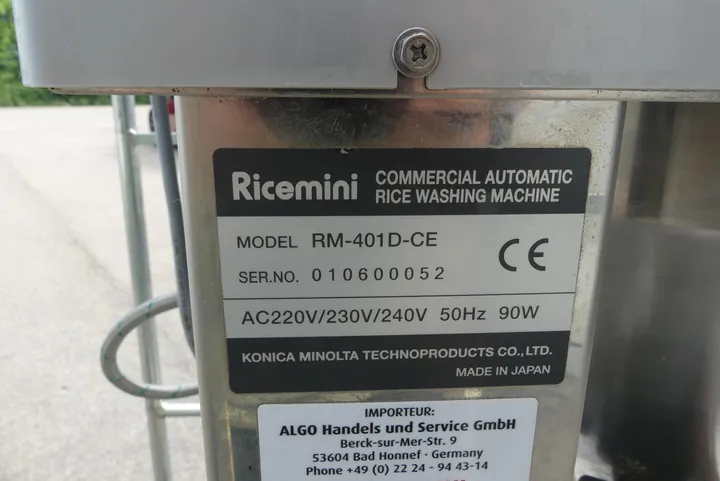 Ricemini
COMMERCIAL AUTOMATIC
RICE WASHING MACHINE
MODEL RM-401D-CE
SER.NO. 010600052
CE
AC220V/230V/240V 50Hz 90W
KONICA MINOLTA TECHNOPRODUCTS CO., LTD.
MADE IN JAPAN
IMPORTEUR:
ALGO Handels und Service GmbH
Berck-sur-Mer-Str. 9
53604 Bad Honnef - Germany
Phone +49 (0) 22 24 - 94 43-14